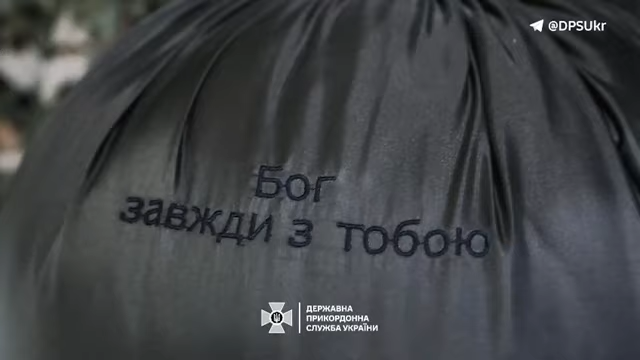 @DPSUkr
Бог
завжди з тобою
ДЕРЖАВНА
ПРИКОРДОННА
СЛУЖБА УКРАЇНИ